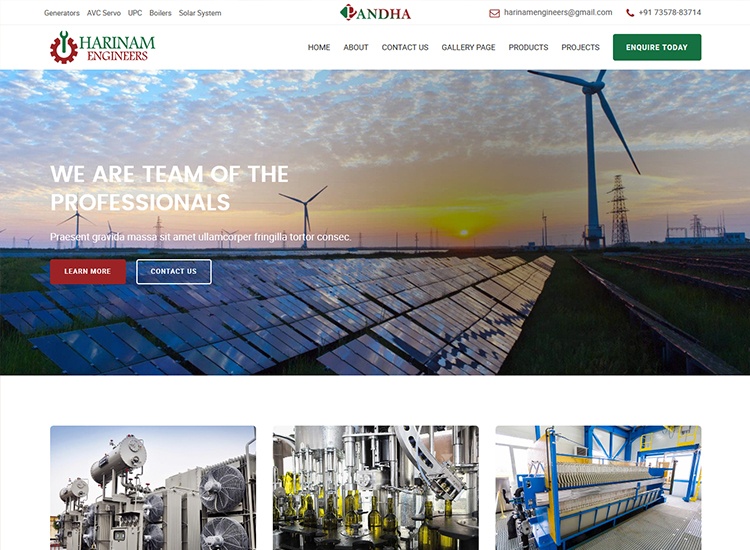 Generators AVC Servo UPC Boilers Solar System
PANDHA
harinamengineers@gmail.com +91 73578-83714
HARINAM
ENGINEERS
HOME ABOUT CONTACT US GALLERY PAGE PRODUCTS PROJECTS ENQUIRE TODAY
WE ARE TEAM OF THE
PROFESSIONALS
Praesent gravida massa sit amet ullamcorper fringilla tortor consec.
LEARN MORE CONTACT US